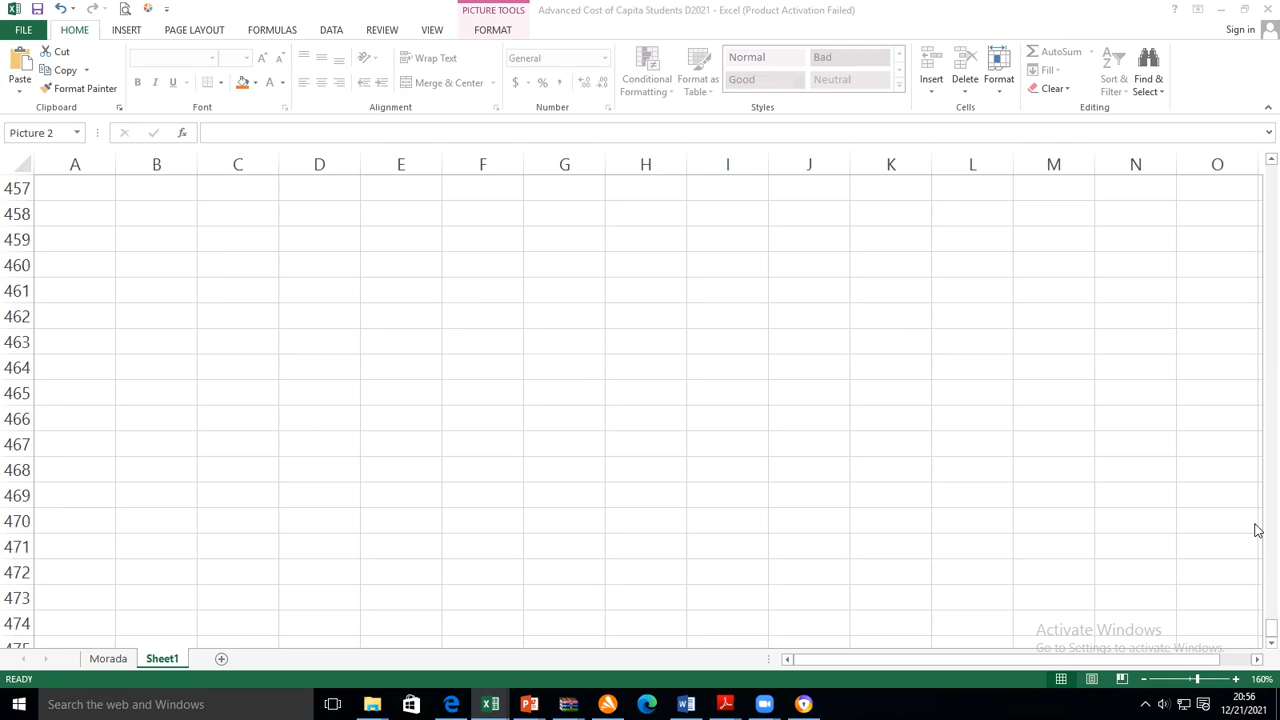 Advanced Cost of Capita Students D2021 - Excel (Product Activation Failed)
PICTURE TOOLS
FILE HOME INSERT PAGE LAYOUT FORMULAS DATA REVIEW VIEW FORMAT Sign in
Paste
Cut
Copy
Format Painter
Clipboard
Font
Wrap Text
Merge & Center
Alignment
General
Number
Conditional Formatting
Format as Table
Normal Bad
Good Neutral
Styles
Insert Delete Format
Cells
AutoSum
Fill
Clear
Sort & Filter
Find & Select
Editing
Picture 2
A B C D E F G H I J K L M N O
457
458
459
460
461
462
463
464
465
466
467
468
469
470
471
472
473
474
475
Activate Windows
Go to Settings to activate Windows.
Morada Sheet1
READY 160%
Search the web and Windows
20:56
12/21/2021